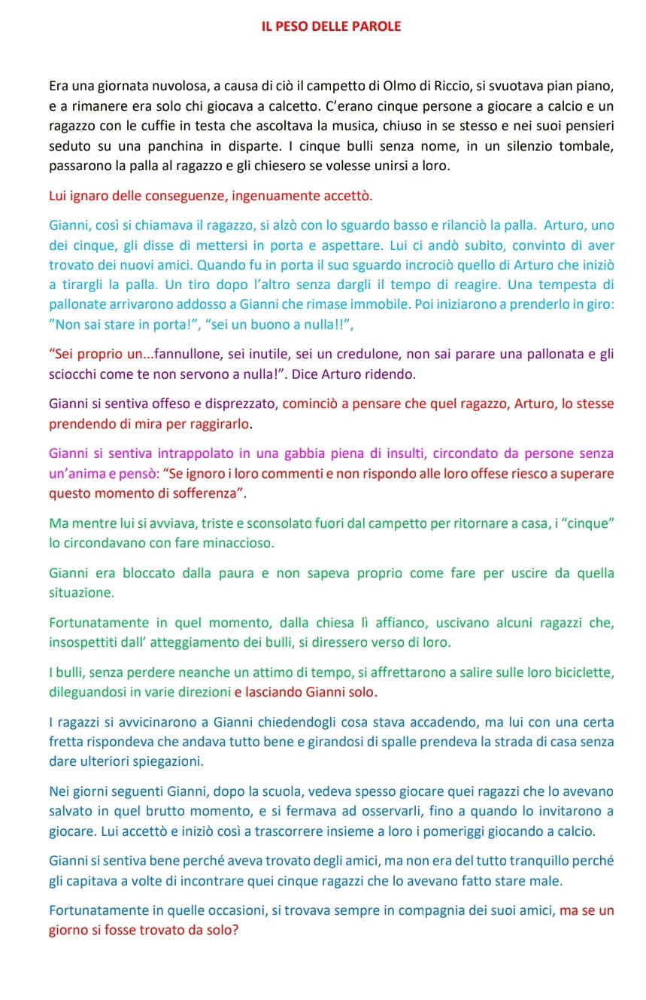 IL PESO DELLE PAROLE
Era una giornata nuvolosa, a causa di ciò il campetto di Olmo di Riccio, si svuotava pian piano,
e a rimanere era solo chi giocava a calcetto. C’erano cinque persone a giocare a calcio e un
ragazzo con le cuffie in testa che ascoltava la musica, chiuso in se stesso e nei suoi pensieri
seduto su una panchina in disparte. I cinque bulli senza nome, in un silenzio tombale,
passarono la palla al ragazzo e gli chiesero se volesse unirsi a loro.
Lui ignaro delle conseguenze, ingenuamente accettò.
Gianni, così si chiamava il ragazzo, si alzò con lo sguardo basso e rilanciò la palla. Arturo, uno
dei cinque, gli disse di mettersi in porta e aspettare. Lui ci andò subito, convinto di aver
trovato dei nuovi amici. Quando fu in porta il suo sguardo incrociò quello di Arturo che iniziò
a tirargli la palla. Un tiro dopo l’altro senza dargli il tempo di reagire. Una tempesta di
pallonate arrivarono addosso a Gianni che rimase immobile. Poi iniziarono a prenderlo in giro:
”Non sai stare in porta!”, “sei un buono a nulla!!”,
“Sei proprio un...fannullone, sei inutile, sei un credulone, non sai parare una pallonata e gli
sciocchi come te non servono a nulla!”. Dice Arturo ridendo.
Gianni si sentiva offeso e disprezzato, cominciò a pensare che quel ragazzo, Arturo, lo stesse
prendendo di mira per raggirarlo.
Gianni si sentiva intrappolato in una gabbia piena di insulti, circondato da persone senza
un’anima e pensò: “Se ignoro i loro commenti e non rispondo alle loro offese riesco a superare
questo momento di sofferenza”.
Ma mentre lui si avviava, triste e sconsolato fuori dal campetto per ritornare a casa, i “cinque”
lo circondavano con fare minaccioso.
Gianni era bloccato dalla paura e non sapeva proprio come fare per uscire da quella
situazione.
Fortunatamente in quel momento, dalla chiesa lì affianco, uscivano alcuni ragazzi che,
insospettiti dall’ atteggiamento dei bulli, si diressero verso di loro.
I bulli, senza perdere neanche un attimo di tempo, si affrettarono a salire sulle loro biciclette,
dileguandosi in varie direzioni e lasciando Gianni solo.
I ragazzi si avvicinarono a Gianni chiedendogli cosa stava accadendo, ma lui con una certa
fretta rispondeva che andava tutto bene e girandosi di spalle prendeva la strada di casa senza
dare ulteriori spiegazioni.
Nei giorni seguenti Gianni, dopo la scuola, vedeva spesso giocare quei ragazzi che lo avevano
salvato in quel brutto momento, e si fermava ad osservarli, fino a quando lo invitarono a
giocare. Lui accettò e iniziò così a trascorrere insieme a loro i pomeriggi giocando a calcio.
Gianni si sentiva bene perché aveva trovato degli amici, ma non era del tutto tranquillo perché
gli capitava a volte di incontrare quei cinque ragazzi che lo avevano fatto stare male.
Fortunatamente in quelle occasioni, si trovava sempre in compagnia dei suoi amici, ma se un
giorno si fosse trovato da solo?